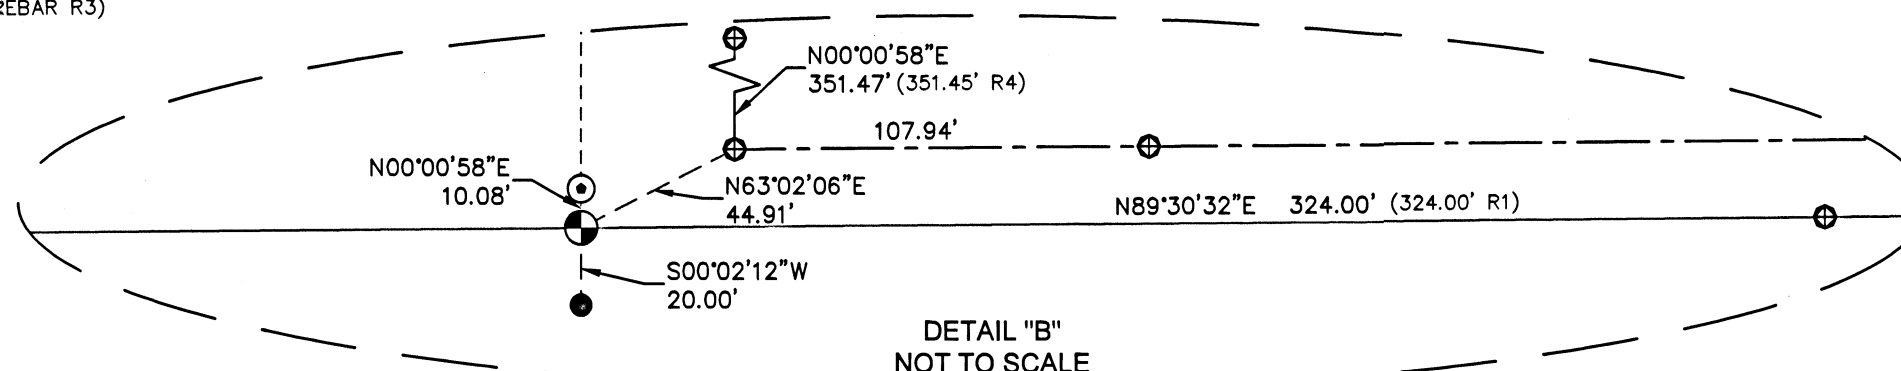 REBAR R3)
N00°00'58"E
351.47' (351.45' R4)
107.94'
N00°00'58"E
10.08'
N63°02'06"E
44.91'
N89°30'32"E 324.00' (324.00' R1)
S00°02'12"W
20.00'
DETAIL "B"
NOT TO SCALE